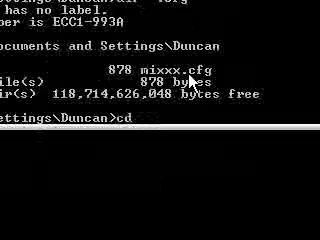 has no label.
ber is ECC1-993A
ocuments and Settings\Duncan
878 mixxx.cfg
ile(s) 878 bytes
ir(s) 118,714,626,048 bytes free
ettings\Duncan>cd